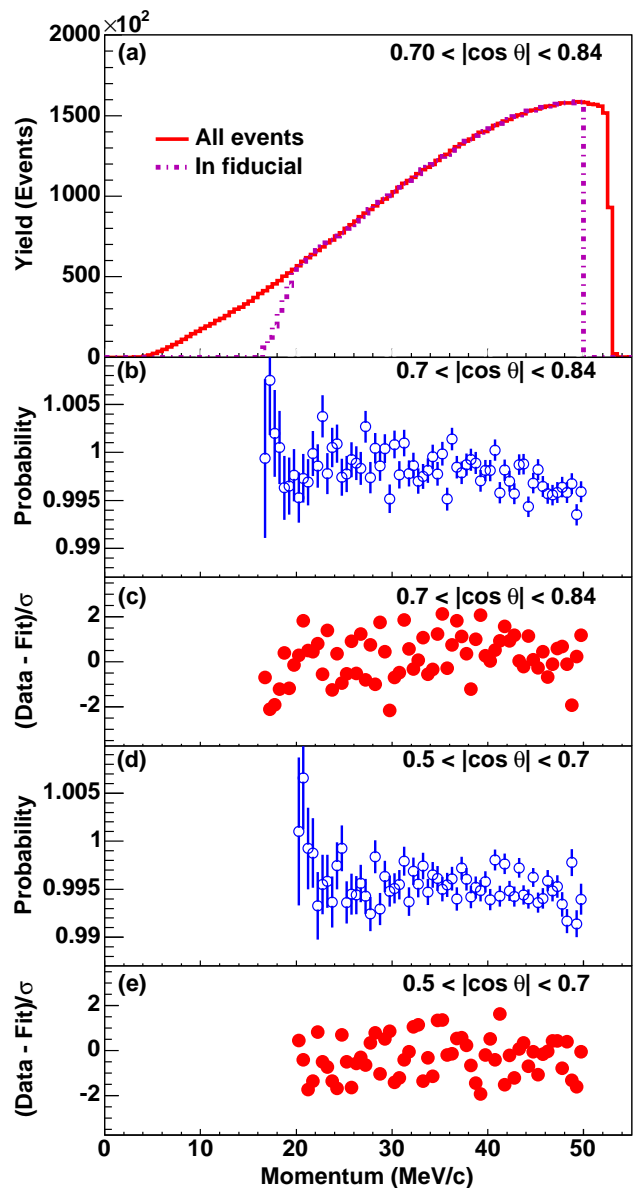 ×10²
2000
(a)
0.70 < |cos θ| < 0.84
1500
All events
In fiducial
1000
500
0
Yield (Events)
(b)
0.7 < |cos θ| < 0.84
1.005
1
0.995
0.99
Probability
(c)
0.7 < |cos θ| < 0.84
2
0
-2
(Data - Fit)/σ
(d)
0.5 < |cos θ| < 0.7
1.005
1
0.995
0.99
Probability
(e)
0.5 < |cos θ| < 0.7
2
0
-2
(Data - Fit)/σ
0 10 20 30 40 50
Momentum (MeV/c)